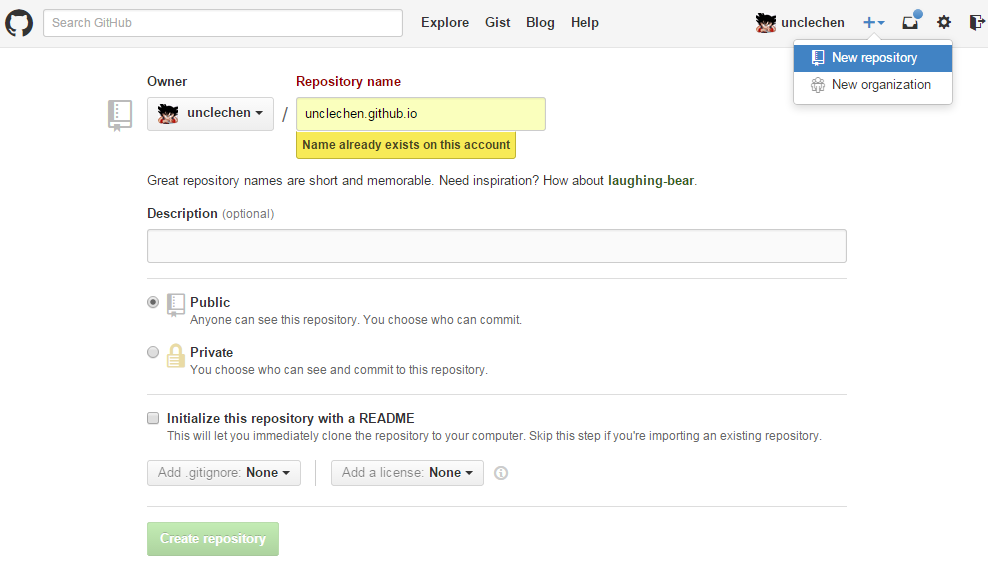 Search GitHub Explore Gist Blog Help unclechen
New repository
New organization
Owner Repository name
unclechen / unclechen.github.io
Name already exists on this account
Great repository names are short and memorable. Need inspiration? How about laughing-bear.
Description (optional)
Public
Anyone can see this repository. You choose who can commit.
Private
You choose who can see and commit to this repository.
Initialize this repository with a README
This will let you immediately clone the repository to your computer. Skip this step if you're importing an existing repository.
Add .gitignore: None Add a license: None
Create repository